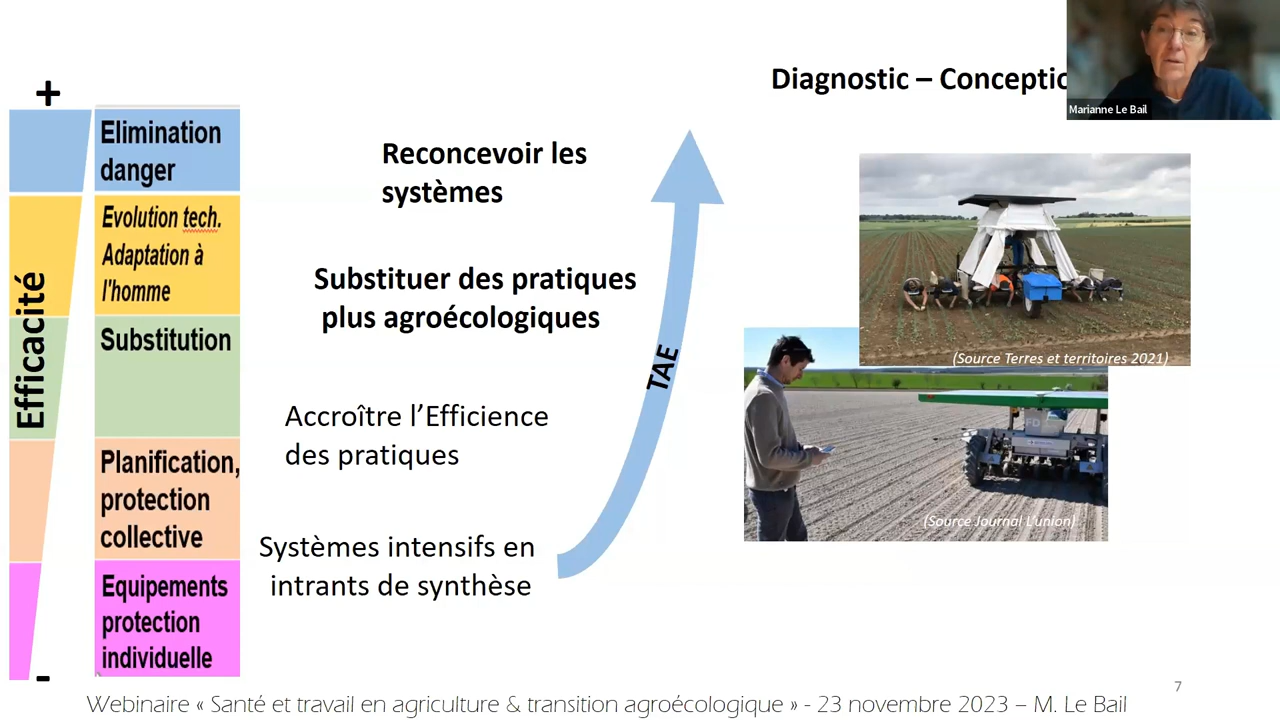 +
Diagnostic – Conceptio
Marianne Le Bail
Efficacité
Elimination
danger
Evolution tech.
Adaptation à
l'homme
Substitution
Planification,
protection
collective
Equipements
protection
individuelle
-
Reconcevoir les
systèmes
Substituer des pratiques
plus agroécologiques
Accroître l’Efficience
des pratiques
Systèmes intensifs en
intrants de synthèse
TAE
(Source Terres et territoires 2021)
(Source Journal L'union)
7
Webinaire « Santé et travail en agriculture & transition agroécologique » - 23 novembre 2023 – M. Le Bail